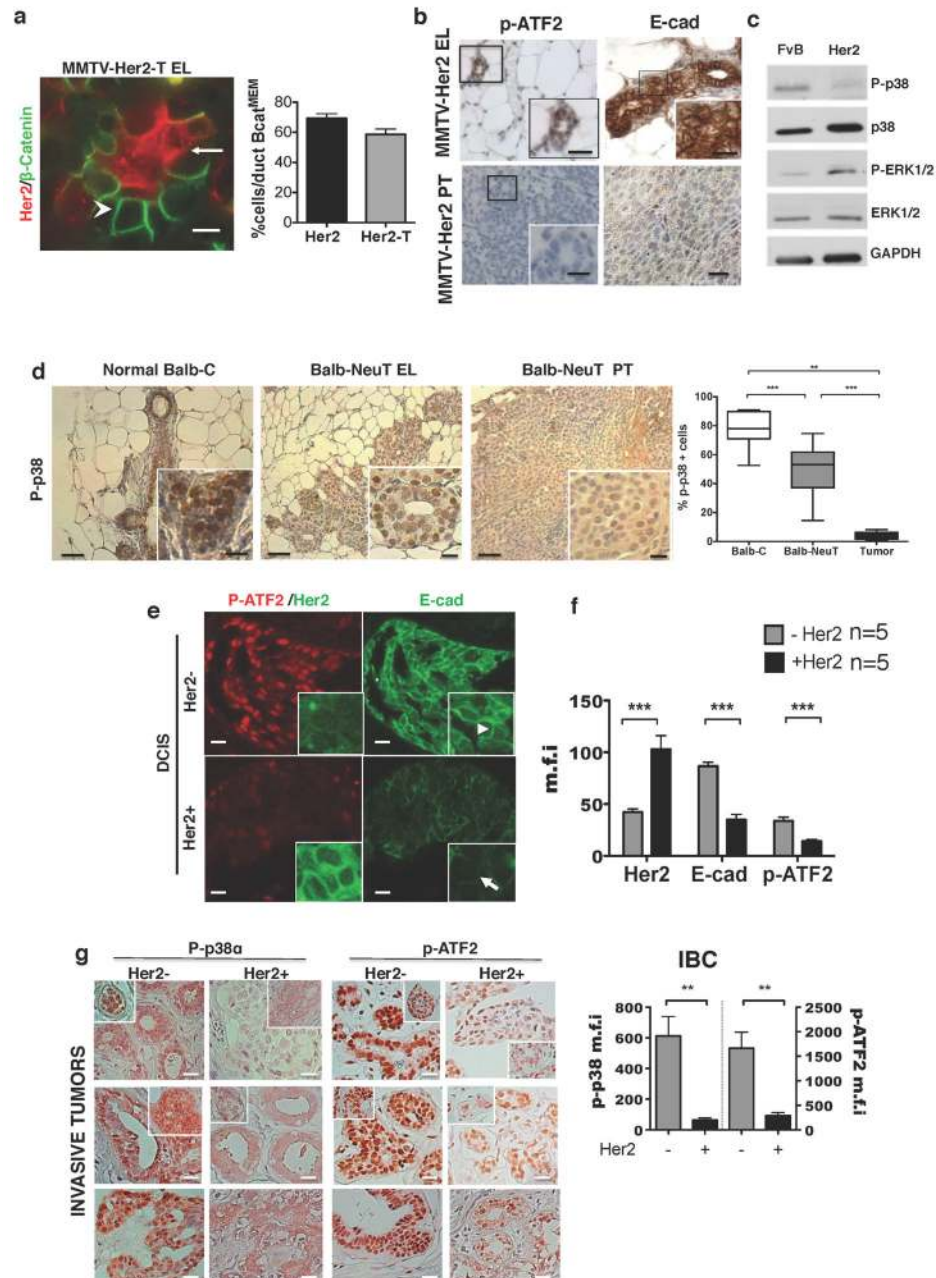 a
MMTV-Her2-T EL
Her2/β-Catenin
%cells/duct Bcat^MEM
80
60
40
20
0
Her2
Her2-T
b
p-ATF2
E-cad
MMTV-Her2 EL
MMTV-Her2 PT
c
FvB
Her2
P-p38
p38
P-ERK1/2
ERK1/2
GAPDH
d
Normal Balb-C
Balb-NeuT EL
Balb-NeuT PT
P-p38
% p-p38 + cells
**
***
***
100
80
60
40
20
0
Balb-C
Balb-NeuT
Tumor
e
P-ATF2 /Her2
E-cad
DCIS
Her2-
Her2+
f
- Her2 n=5
+Her2 n=5
m.f.i
150
100
50
0
***
***
***
Her2
E-cad
p-ATF2
g
P-p38α
p-ATF2
Her2-
Her2+
Her2-
Her2+
INVASIVE TUMORS
IBC
p-p38 m.f.i
800
600
400
200
0
**
**
2500
2000
1500
1000
500
0
p-ATF2 m.f.i
Her2
-
+
-
+